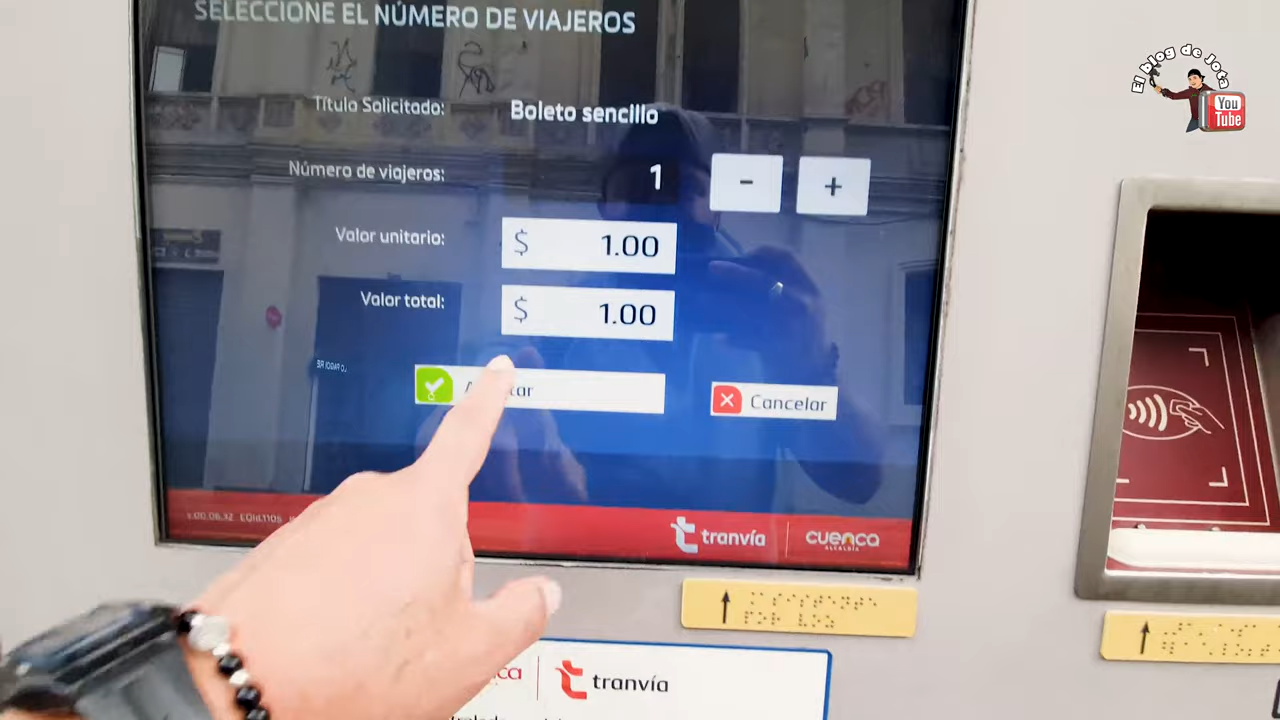 SELECCIONE EL NÚMERO DE VIAJEROS
Título Solicitado: Boleto sencillo
Número de viajeros: 1 - +
Valor unitario: $ 1.00
Valor total: $ 1.00
Cancelar
tranvía cuenca
ALCALDÍA
tranvía
El blog de Jota
You
Tube